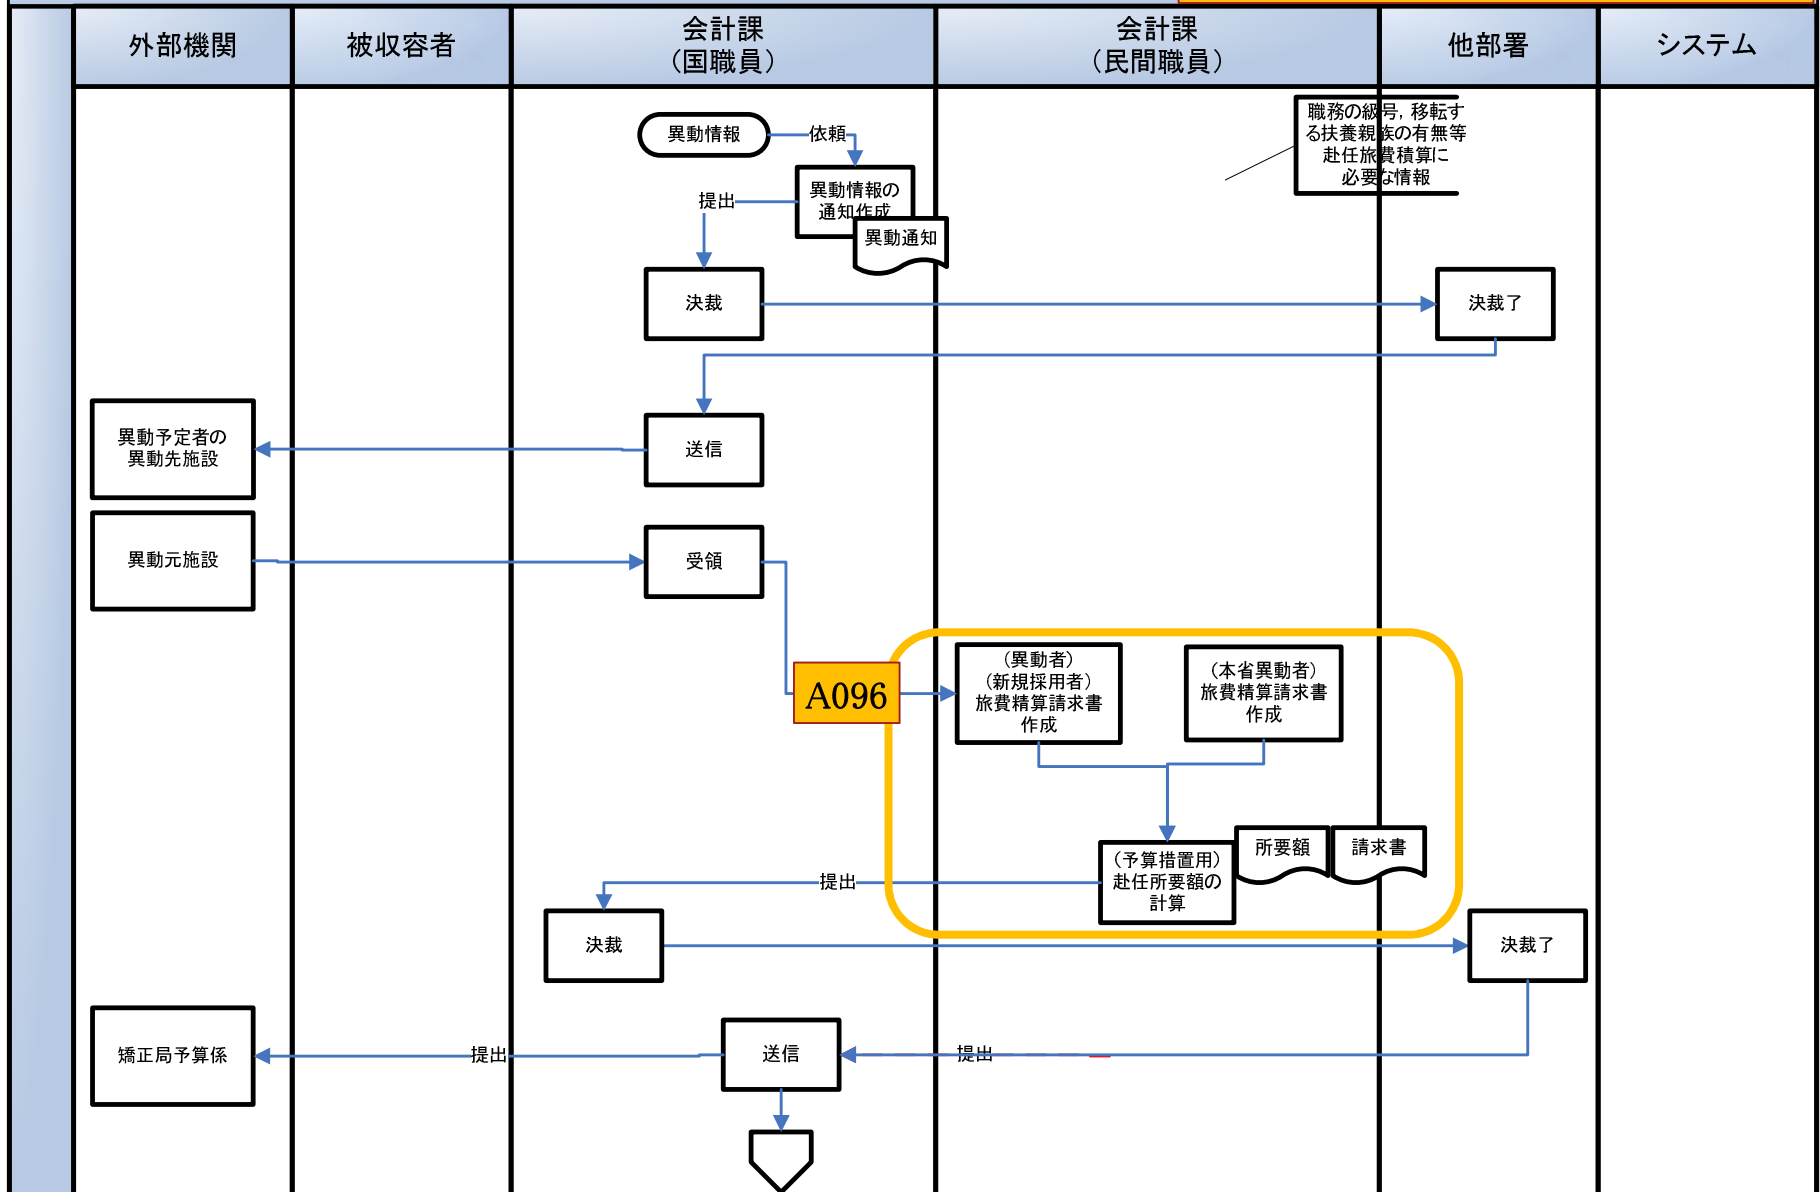 外部機関
被収容者
会計課
（国職員）
会計課
（民間職員）
他部署
システム
異動情報
依頼
職務の級号，移転す
る扶養親族の有無等
赴任旅費積算に
必要な情報
異動情報の
通知作成
提出
異動通知
決裁
決裁了
異動予定者の
異動先施設
送信
異動元施設
受領
A096
（異動者）
（新規採用者）
旅費精算請求書
作成
（本省異動者）
旅費精算請求書
作成
（予算措置用）
赴任所要額の
計算
所要額
請求書
提出
決裁
決裁了
矯正局予算係
提出
送信
提出